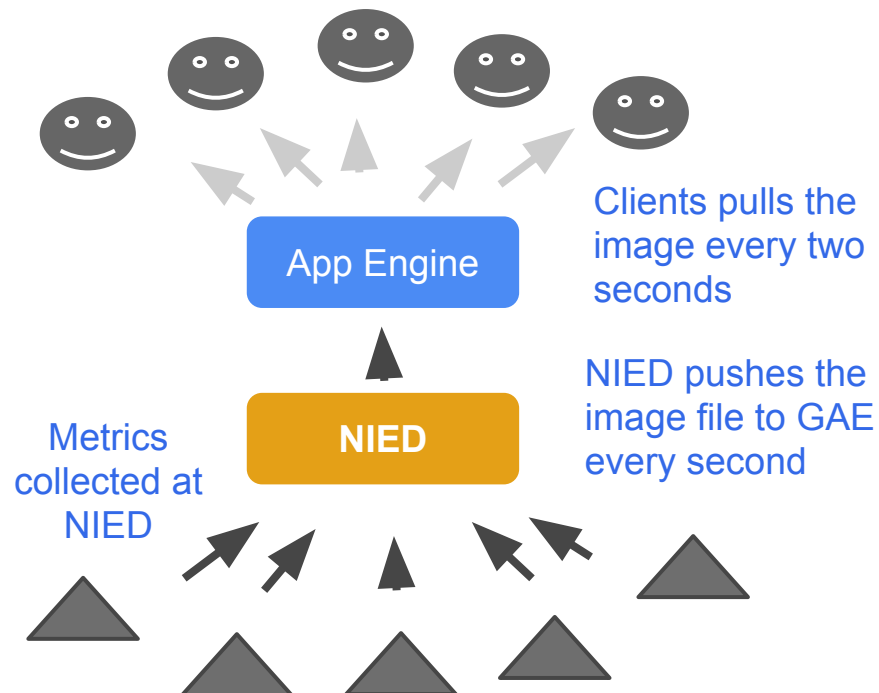 App Engine
Clients pulls the
image every two
seconds
NIED pushes the
image file to GAE
every second
NIED
Metrics
collected at
NIED